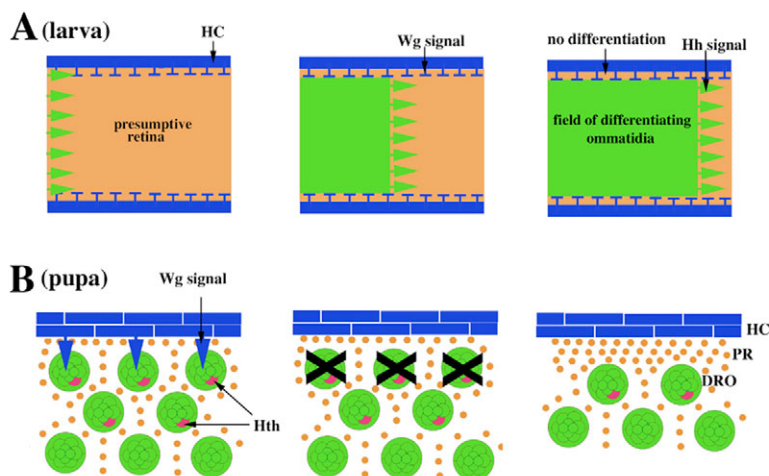 A (larva)
HC
Wg signal
no differentiation
Hh signal
presumptive
retina
field of differentiating
ommatidia
B (pupa)
Wg signal
Hth
HC
PR
DRO